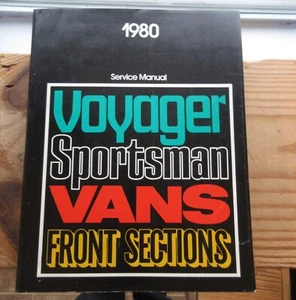 1980
Service Manual
Voyager
Sportsman
VANS
FRONT SECTIONS